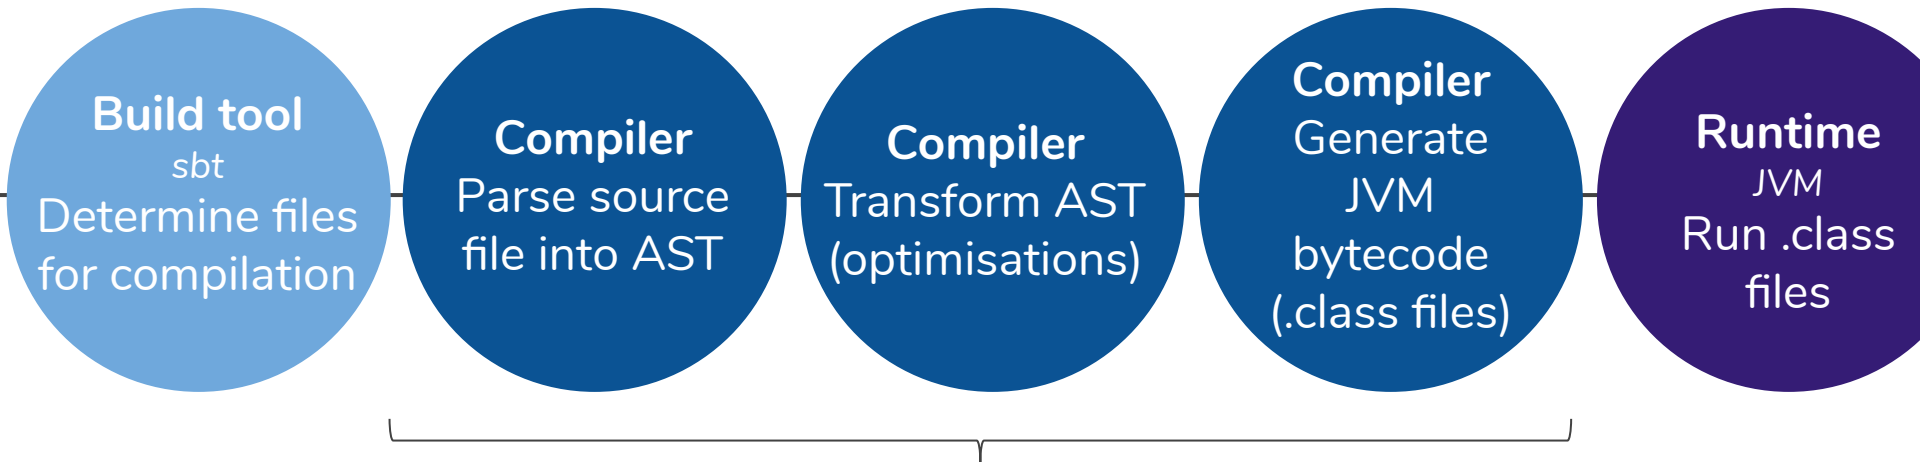 Build tool
sbt
Determine files
for compilation
Compiler
Parse source
file into AST
Compiler
Transform AST
(optimisations)
Compiler
Generate
JVM
bytecode
(.class files)
Runtime
JVM
Run .class
files